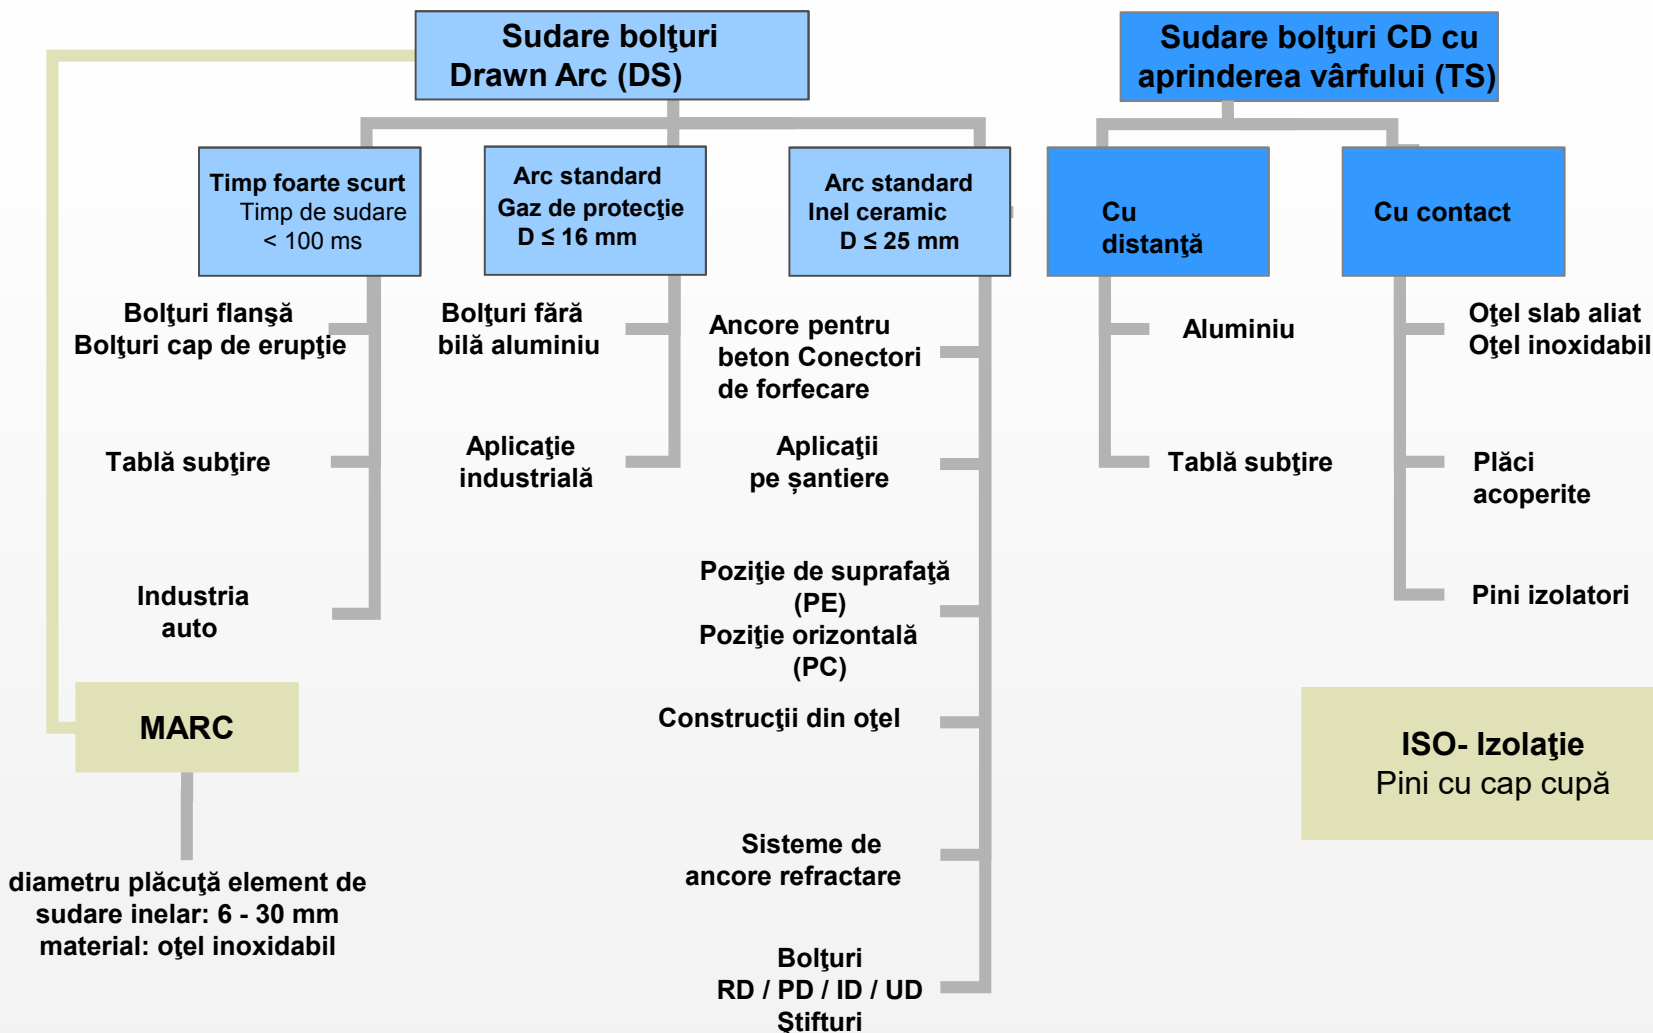 Sudare bolţuri
Drawn Arc (DS)
Sudare bolţuri CD cu
aprinderea vârfului (TS)
Timp foarte scurt
Timp de sudare
< 100 ms
Arc standard
Gaz de protecţie
D ≤ 16 mm
Arc standard
Inel ceramic
D ≤ 25 mm
Cu
distanţă
Cu contact
Bolţuri flanşă
Bolţuri cap de erupţie
Tablă subţire
Industria
auto
Bolţuri fără
bilă aluminiu
Aplicaţie
industrială
Ancore pentru
beton Conectori
de forfecare
Aplicaţii
pe șantiere
Poziţie de suprafaţă
(PE)
Poziţie orizontală
(PC)
Construcţii din oţel
Sisteme de
ancore refractare
Bolţuri
RD / PD / ID / UD
Ştifturi
Aluminiu
Tablă subţire
Oţel slab aliat
Oţel inoxidabil
Plăci
acoperite
Pini izolatori
MARC
diametru plăcuţă element de
sudare inelar: 6 - 30 mm
material: oţel inoxidabil
ISO- Izolaţie
Pini cu cap cupă